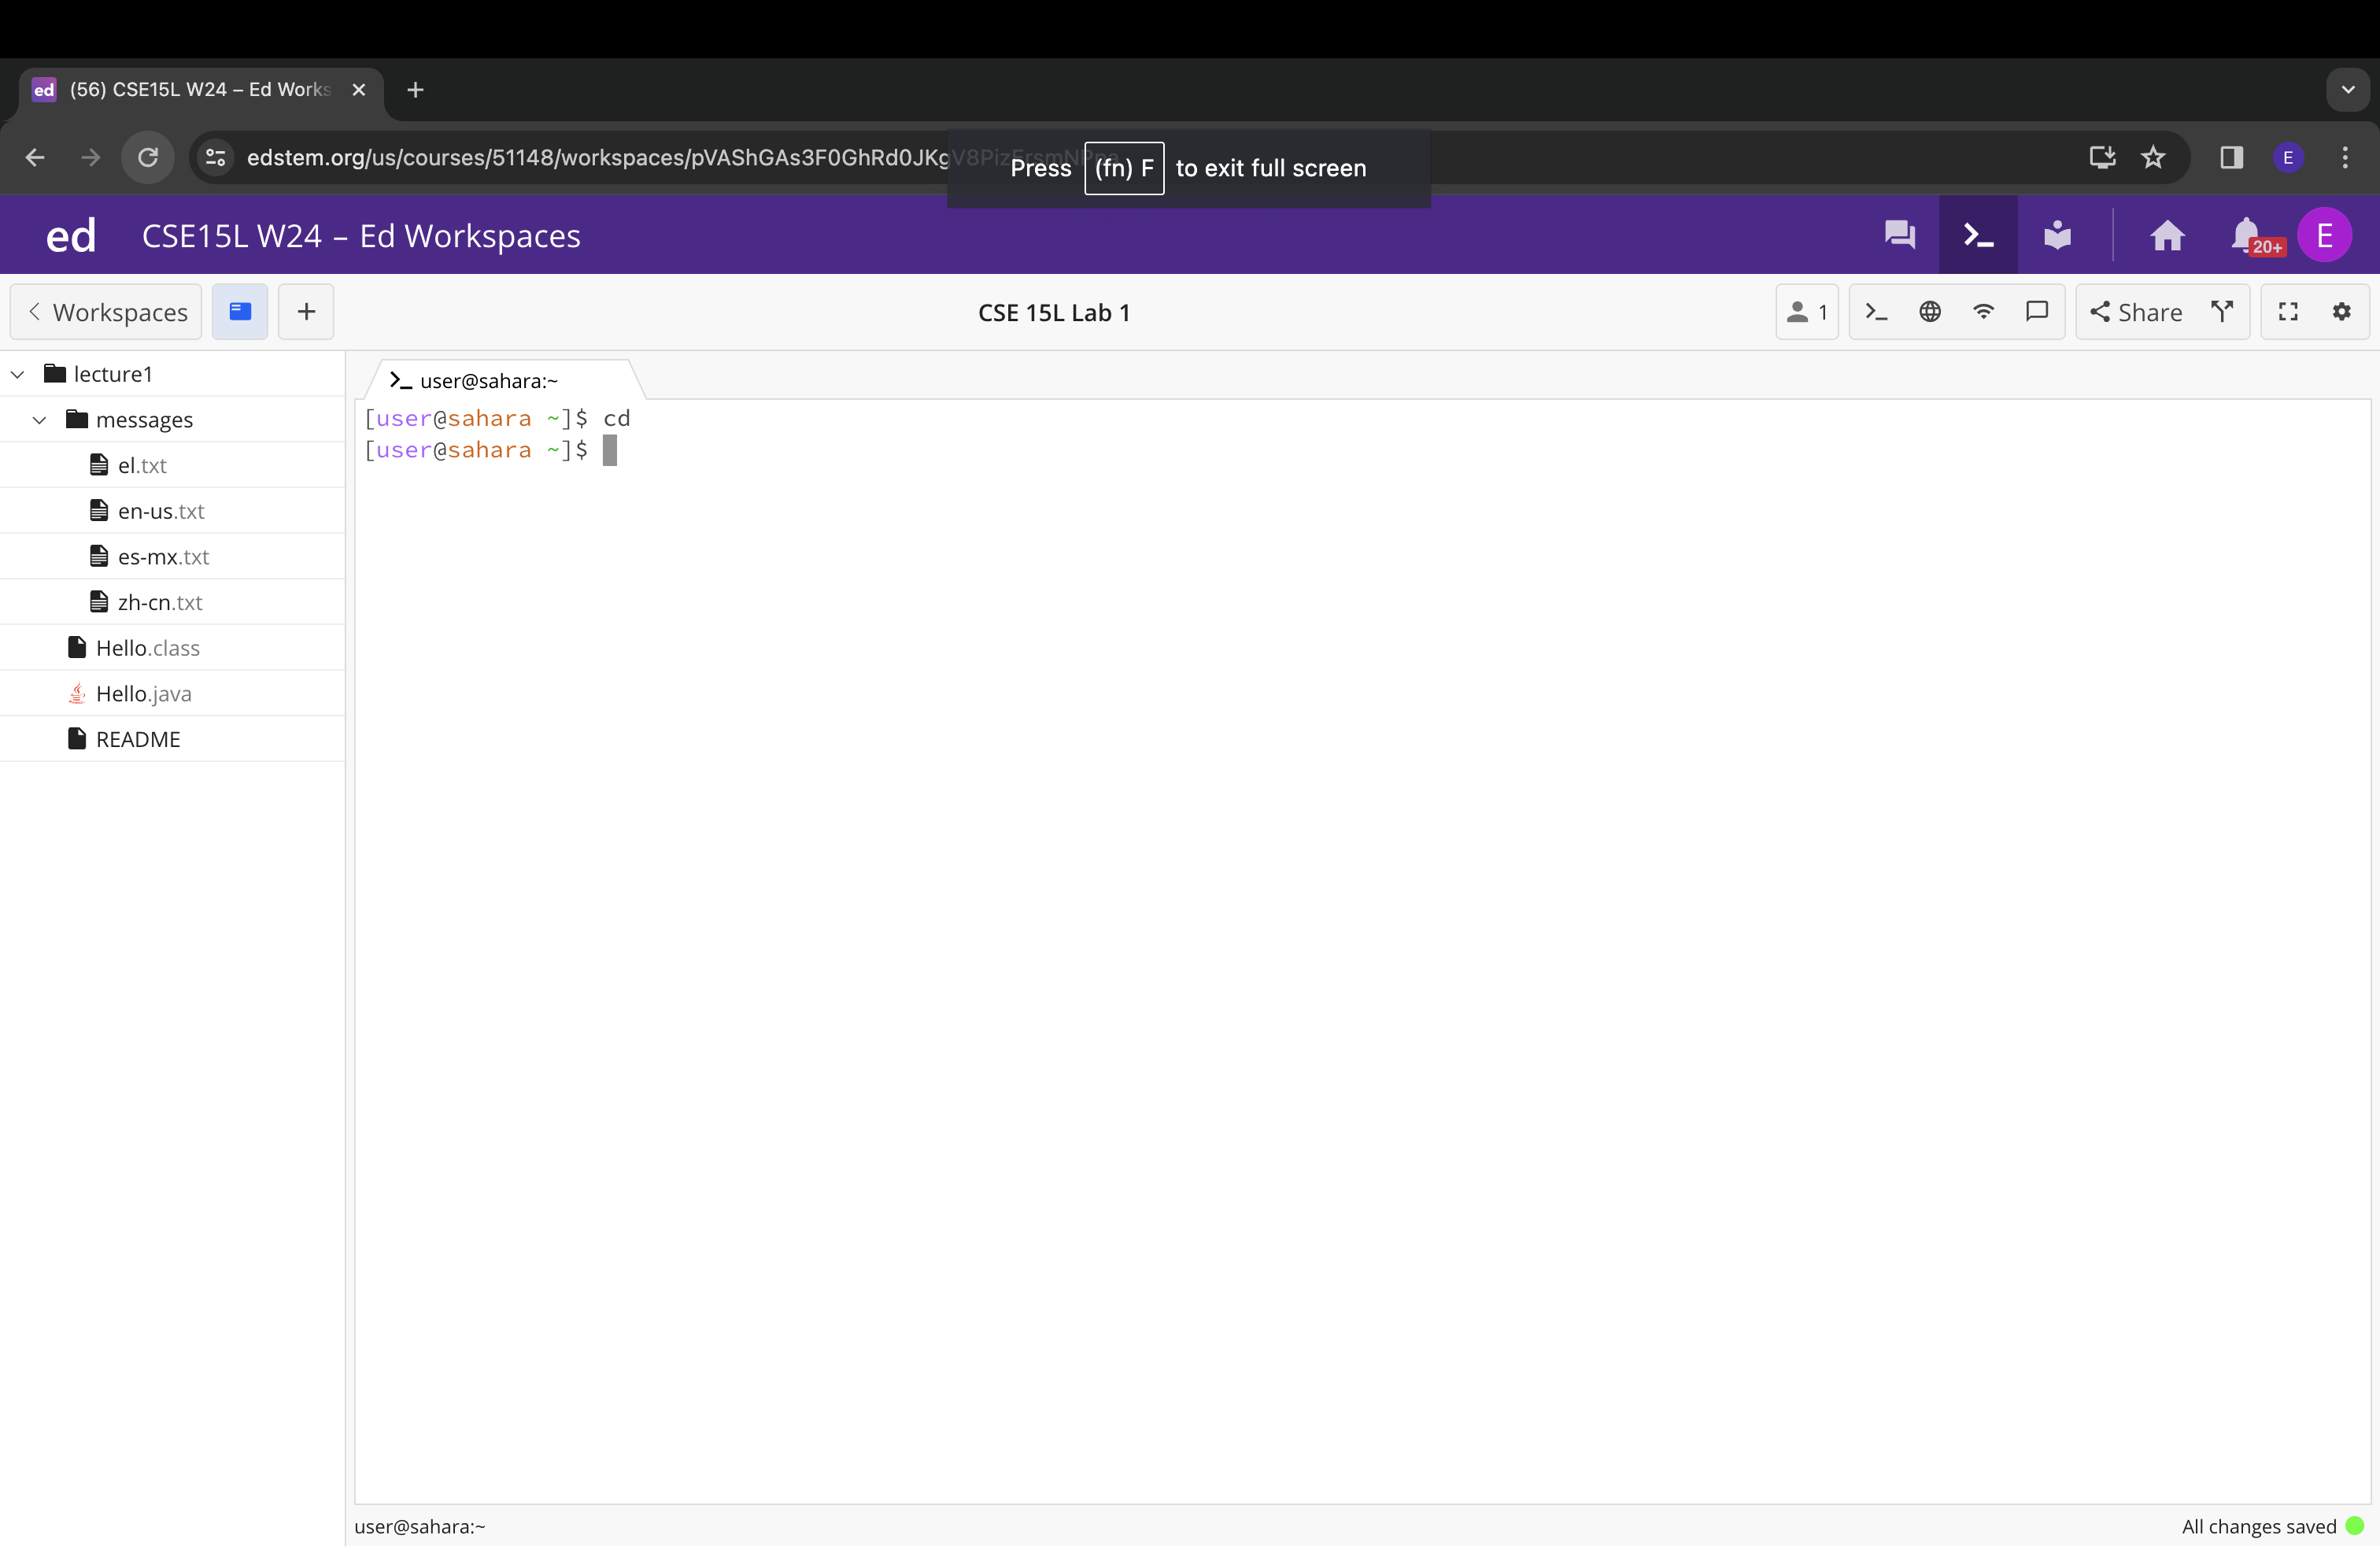 ed (56) CSE15L W24 – Ed Works
edstem.org/us/courses/51148/workspaces/pVAShGAs3F0GhRd0JKg
Press (fn) F to exit full screen
E
ed CSE15L W24 – Ed Workspaces
20+
E
Workspaces
CSE 15L Lab 1
1
Share
lecture1
messages
el.txt
en-us.txt
es-mx.txt
zh-cn.txt
Hello.class
Hello.java
README
user@sahara:~
[user@sahara ~]$ cd
[user@sahara ~]$
user@sahara:~
All changes saved